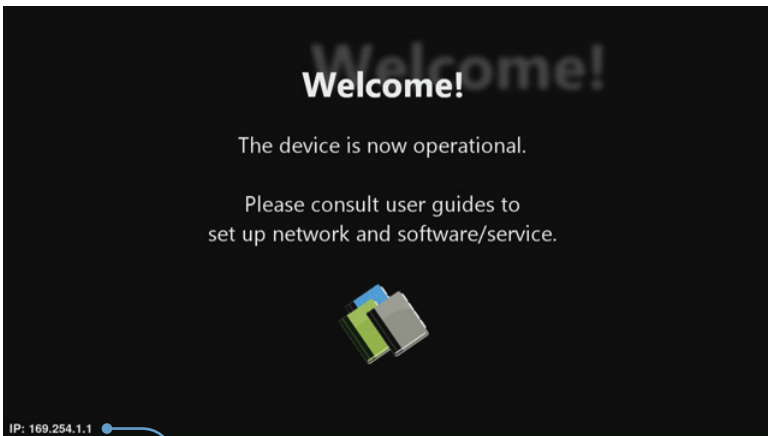 Welcome!
Welcome!
The device is now operational.
Please consult user guides to
set up network and software/service.
IP: 169.254.1.1